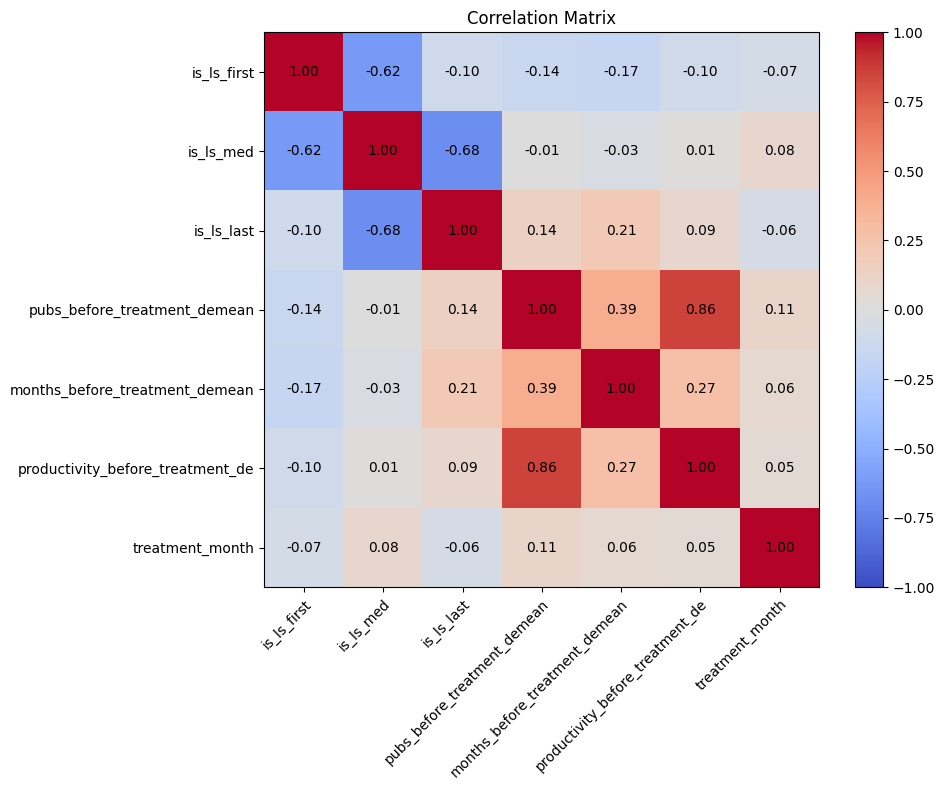 Correlation Matrix
is_ls_first 1.00 -0.62 -0.10 -0.14 -0.17 -0.10 -0.07
is_ls_med -0.62 1.00 -0.68 -0.01 -0.03 0.01 0.08
is_ls_last -0.10 -0.68 1.00 0.14 0.21 0.09 -0.06
pubs_before_treatment_demean -0.14 -0.01 0.14 1.00 0.39 0.86 0.11
months_before_treatment_demean -0.17 -0.03 0.21 0.39 1.00 0.27 0.06
productivity_before_treatment_de -0.10 0.01 0.09 0.86 0.27 1.00 0.05
treatment_month -0.07 0.08 -0.06 0.11 0.06 0.05 1.00
is_ls_first
is_ls_med
is_ls_last
pubs_before_treatment_demean
months_before_treatment_demean
productivity_before_treatment_de
treatment_month
1.00
0.75
0.50
0.25
0.00
−0.25
−0.50
−0.75
−1.00